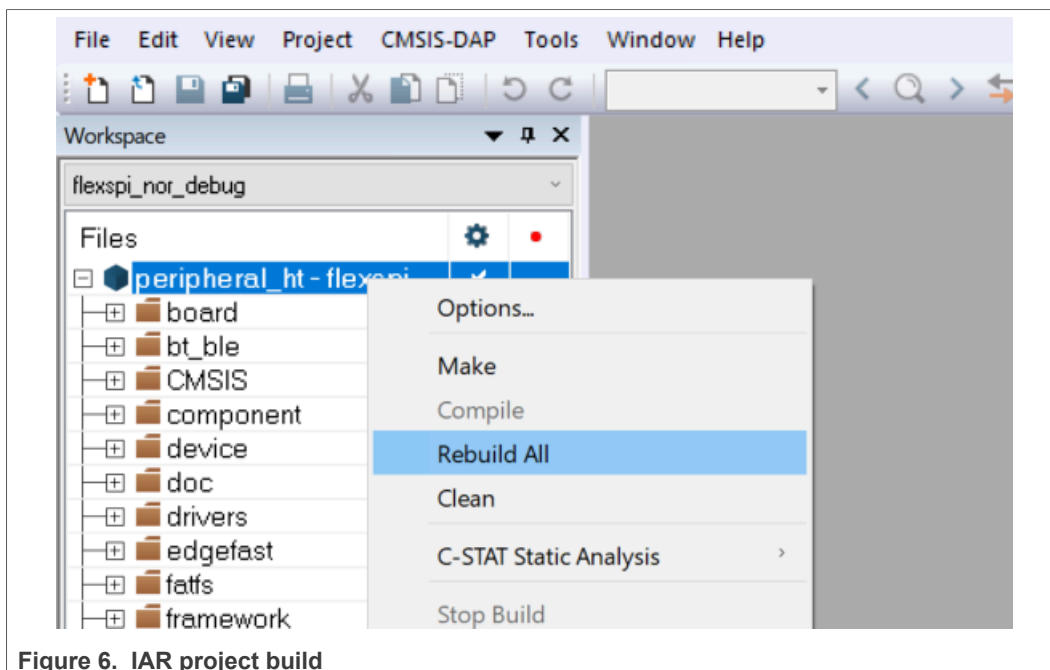 File Edit View Project CMSIS-DAP Tools Window Help
Workspace
flexspi_nor_debug
Files
peripheral_ht - flexspi
board
bt_ble
CMSIS
component
device
doc
drivers
edgefast
fatfs
framework
Options...
Make
Compile
Rebuild All
Clean
C-STAT Static Analysis
Stop Build
Figure 6. IAR project build